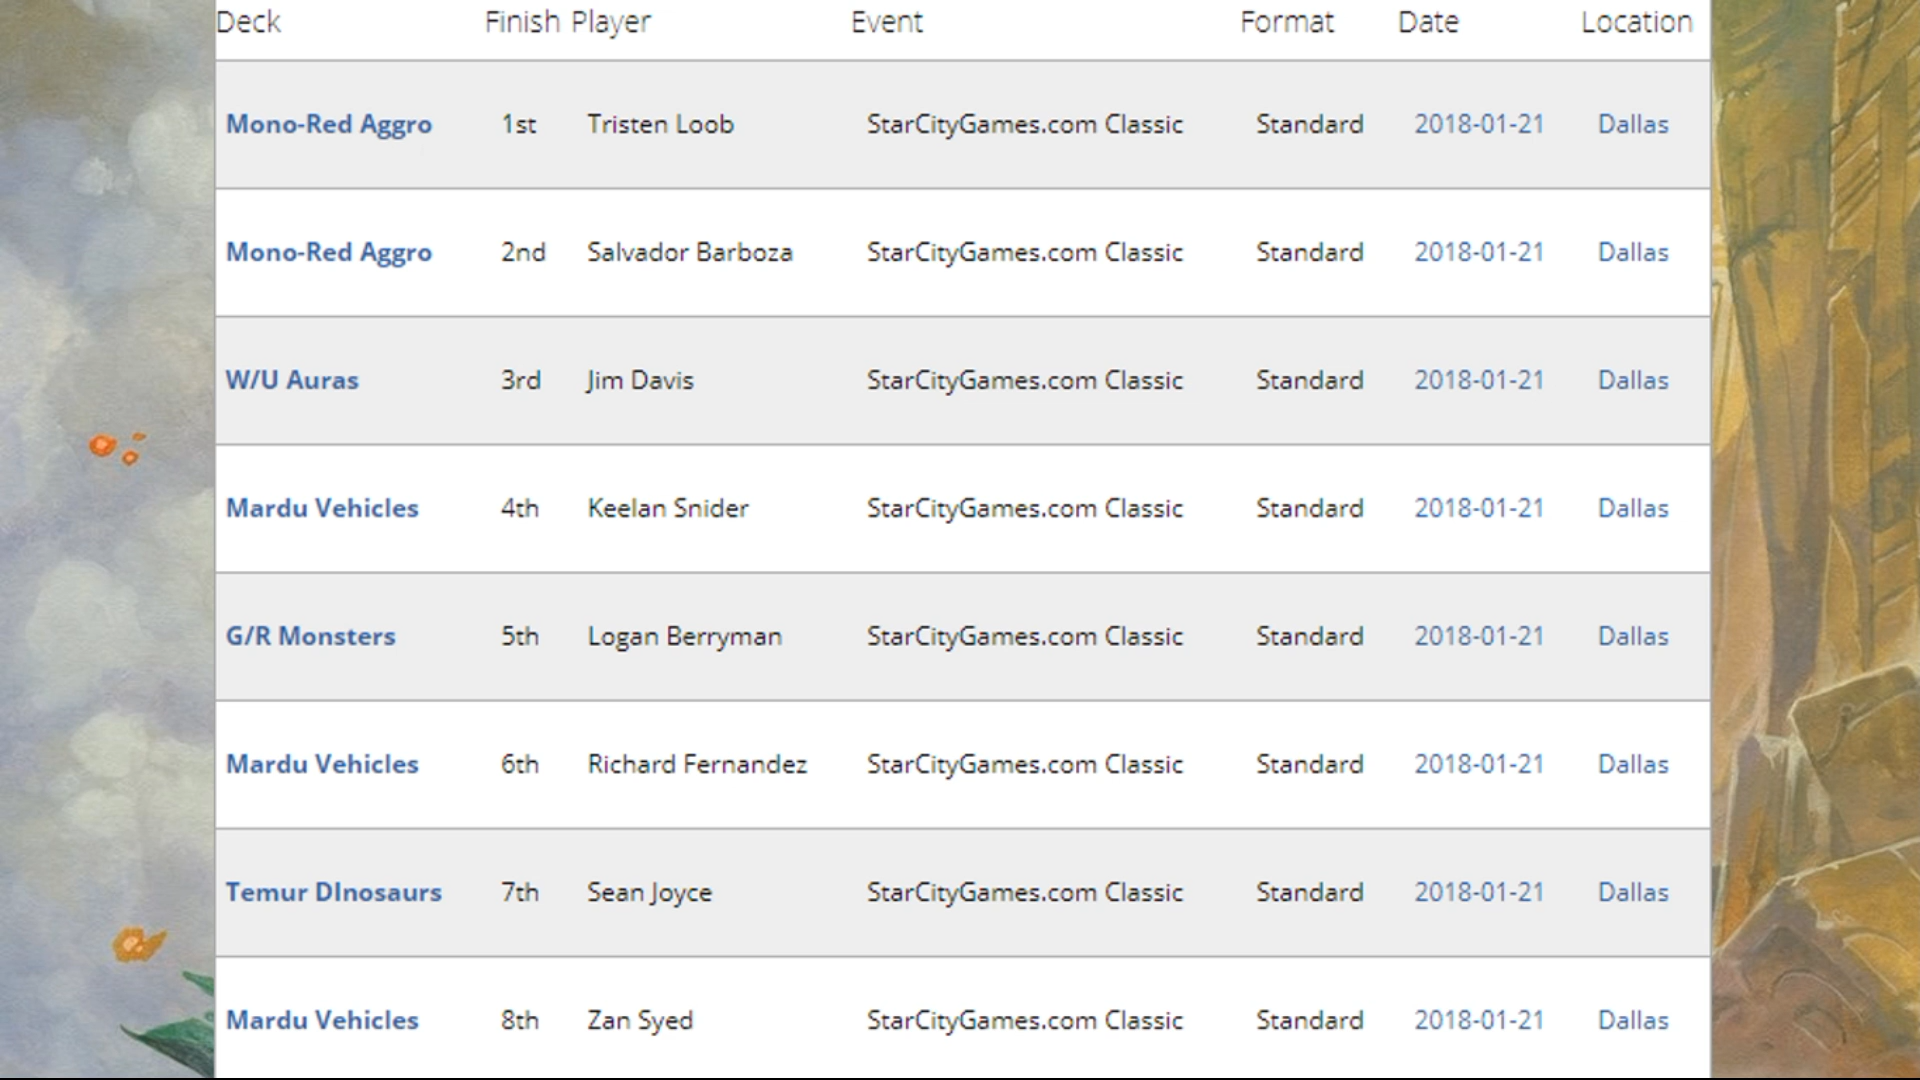 Deck Finish Player Event Format Date Location
Mono-Red Aggro 1st Tristen Loob StarCityGames.com Classic Standard 2018-01-21 Dallas
Mono-Red Aggro 2nd Salvador Barboza StarCityGames.com Classic Standard 2018-01-21 Dallas
W/U Auras 3rd Jim Davis StarCityGames.com Classic Standard 2018-01-21 Dallas
Mardu Vehicles 4th Keelan Snider StarCityGames.com Classic Standard 2018-01-21 Dallas
G/R Monsters 5th Logan Berryman StarCityGames.com Classic Standard 2018-01-21 Dallas
Mardu Vehicles 6th Richard Fernandez StarCityGames.com Classic Standard 2018-01-21 Dallas
Temur DInosaurs 7th Sean Joyce StarCityGames.com Classic Standard 2018-01-21 Dallas
Mardu Vehicles 8th Zan Syed StarCityGames.com Classic Standard 2018-01-21 Dallas